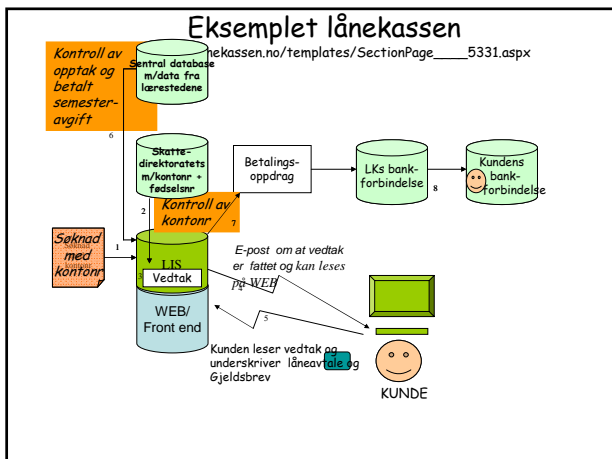 Eksemplet lånekassen
nekassen.no/templates/SectionPage____5331.aspx
Kontroll av
opptak og
betalt
semester-
avgift
Sentral database
m/data fra
lærestedene
6
Skatte-
direktoratets
m/kontonr +
fødselsnr
Betalings-
oppdrag
LKs bank-
forbindelse
8
Kundens
bank-
forbindelse
2
Kontroll av
kontonr
7
Søknad
med
kontonr
1
LIS
3
Vedtak
4
E-post om at vedtak
er fattet og kan leses
på WEB
WEB/
Front end
5
Kunden leser vedtak og
underskriver låneavtale og
Gjeldsbrev
KUNDE